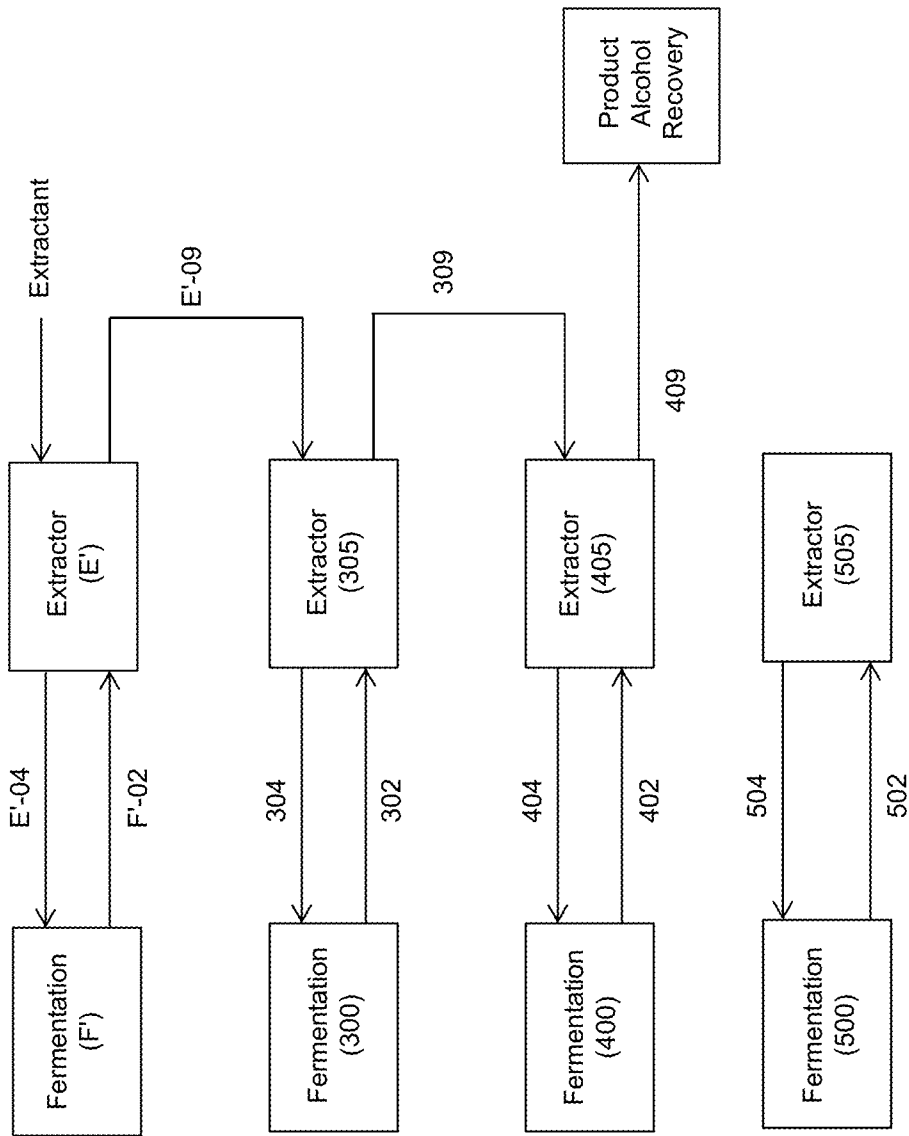 Extractant
E'-04
F'-02
Fermentation
(F')
Extractor
(E')
E'-09
304
302
Fermentation
(300)
Extractor
(305)
309
404
402
Fermentation
(400)
Extractor
(405)
409
Product
Alcohol
Recovery
504
502
Fermentation
(500)
Extractor
(505)